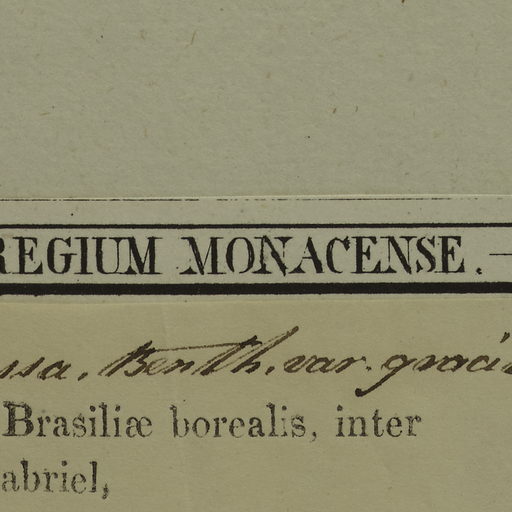 REGIUM MONACENSE. —
ssa, Benth. var. graci
Brasiliæ borealis, inter
abriel,